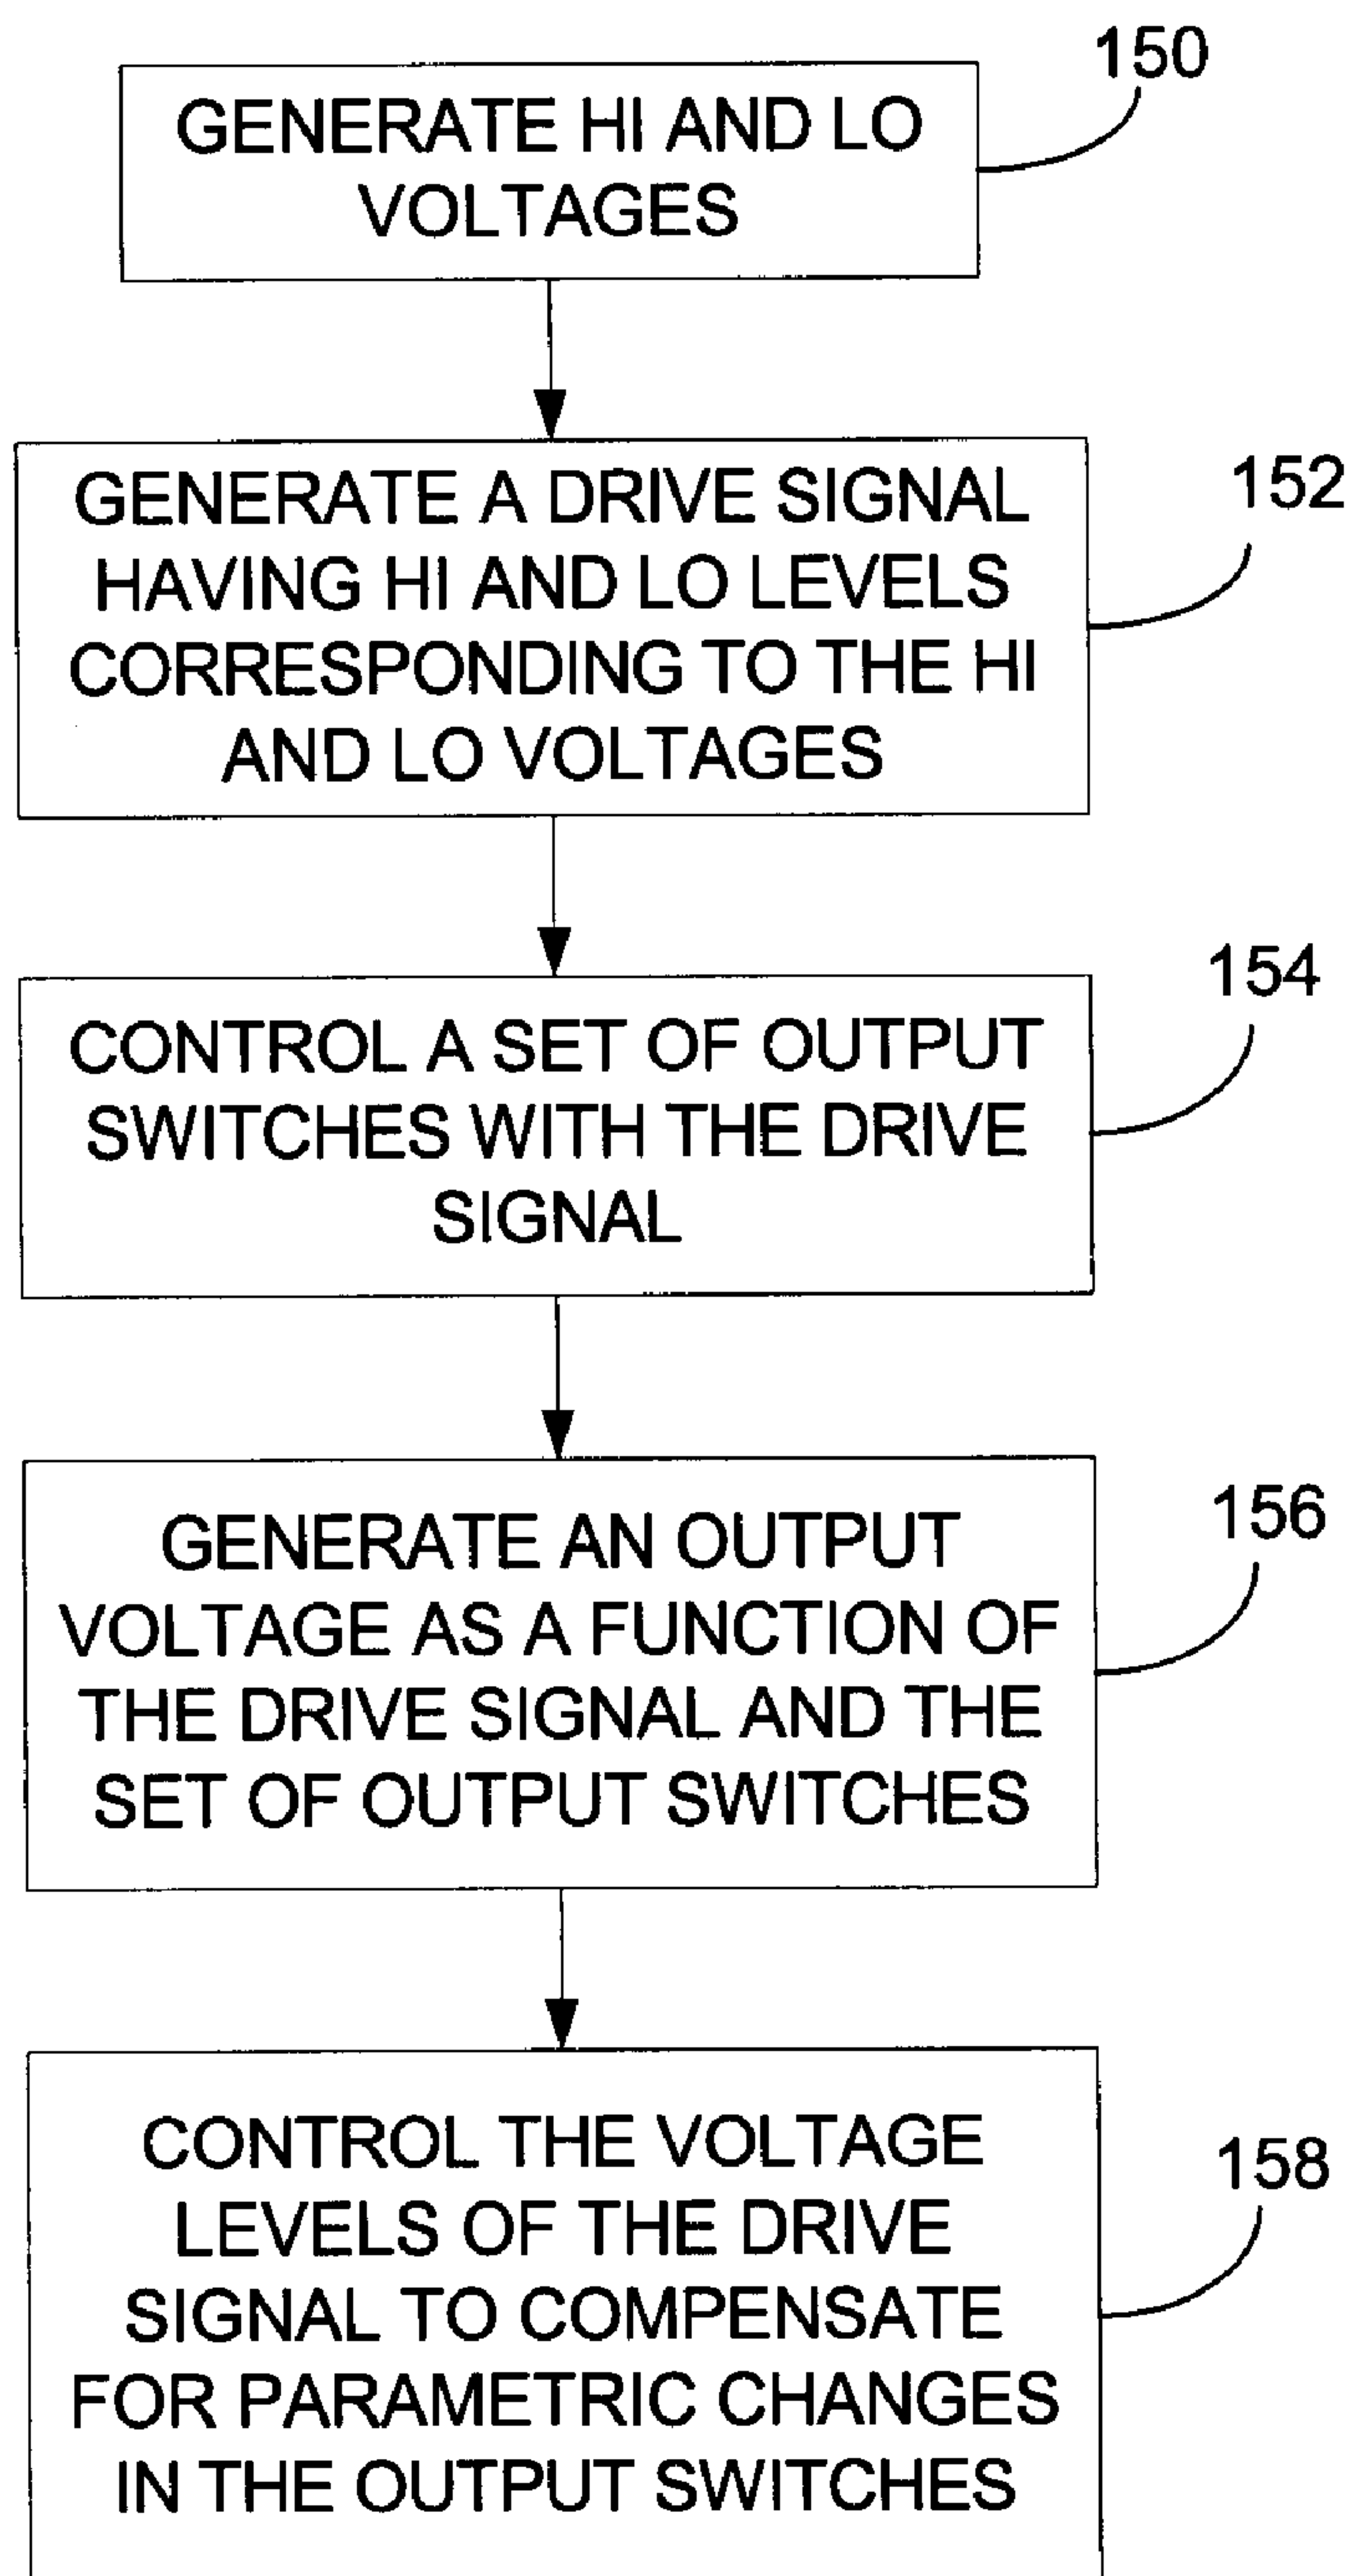 150
GENERATE HI AND LO
VOLTAGES
152
GENERATE A DRIVE SIGNAL
HAVING HI AND LO LEVELS
CORRESPONDING TO THE HI
AND LO VOLTAGES
154
CONTROL A SET OF OUTPUT
SWITCHES WITH THE DRIVE
SIGNAL
156
GENERATE AN OUTPUT
VOLTAGE AS A FUNCTION OF
THE DRIVE SIGNAL AND THE
SET OF OUTPUT SWITCHES
158
CONTROL THE VOLTAGE
LEVELS OF THE DRIVE
SIGNAL TO COMPENSATE
FOR PARAMETRIC CHANGES
IN THE OUTPUT SWITCHES